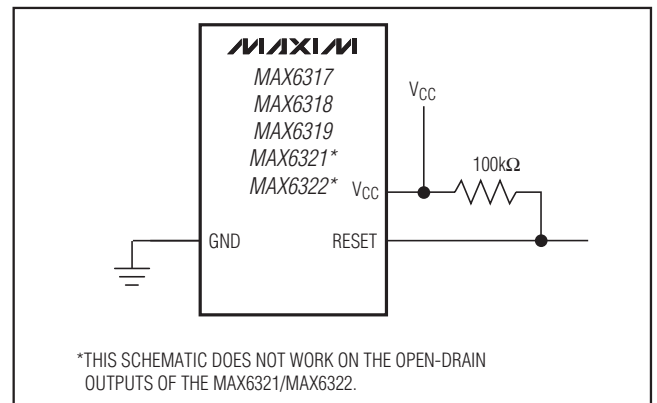 MAXIM
MAX6317
MAX6318
MAX6319
MAX6321*
MAX6322*
VCC
VCC
100kΩ
GND
RESET
*THIS SCHEMATIC DOES NOT WORK ON THE OPEN-DRAIN
OUTPUTS OF THE MAX6321/MAX6322.